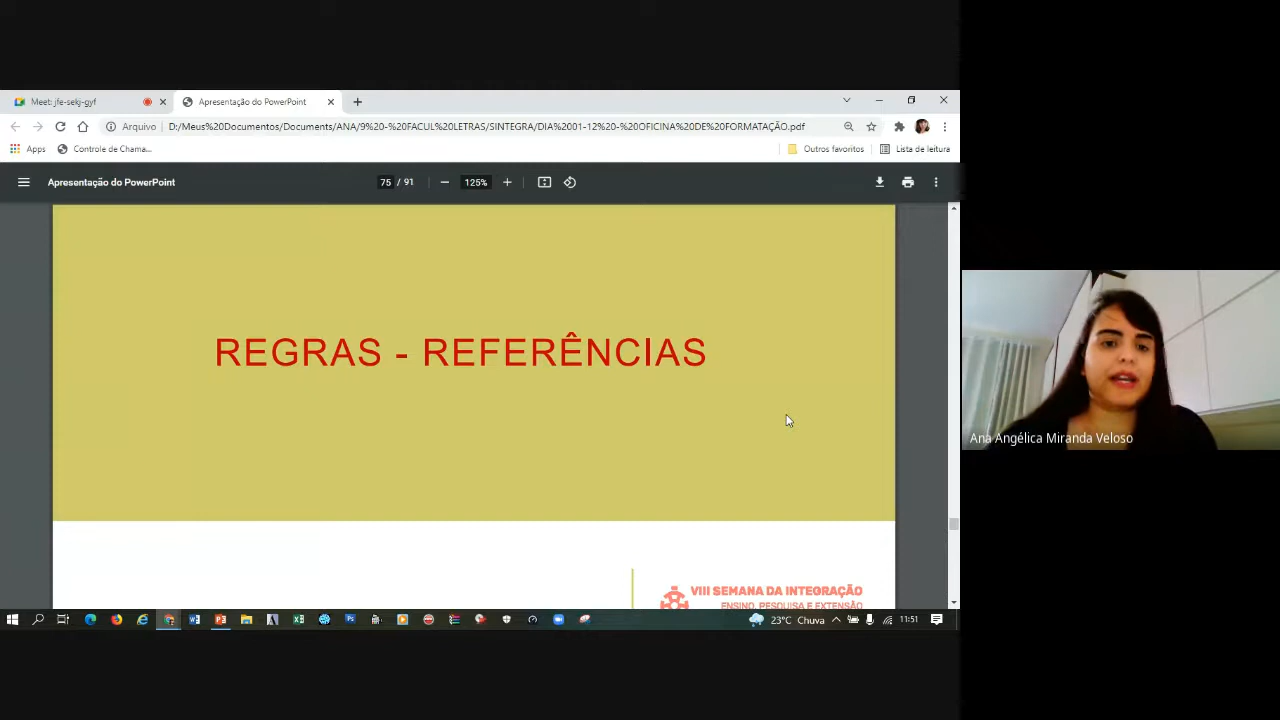 Meet: jfe-sekj-gyf
Apresentação do PowerPoint
Arquivo
D:/Meus%20Documentos/Documents/ANA/9%20-%20FACUL%20LETRAS/SINTEGRA/DIA%2001-12%20-%20OFICINA%20DE%20FORMATAÇÃO.pdf
Apps
Controle de Chama...
Outros favoritos
Lista de leitura
Apresentação do PowerPoint
75 / 91
125%
REGRAS - REFERÊNCIAS
VIII SEMANA DA INTEGRAÇÃO
ENSINO, PESQUISA E EXTENSÃO
23°C Chuva
11:51
Ana Angélica Miranda Veloso